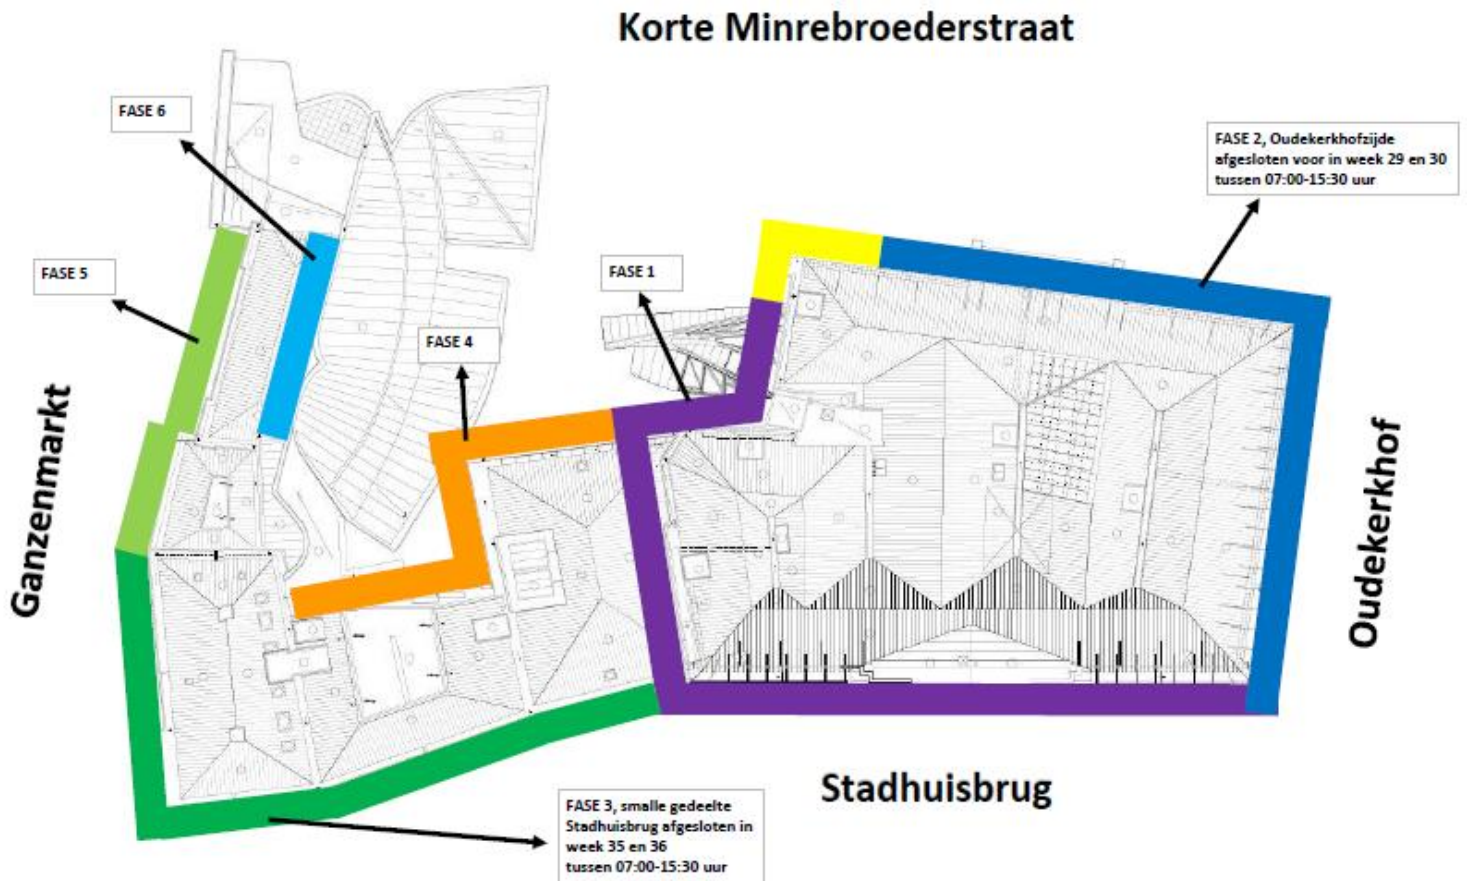 Korte Minrebroederstraat
FASE 6
FASE 2, Oudekerkhofzijde
afgesloten voor in week 29 en 30
tussen 07:00-15:30 uur
FASE 5
FASE 1
FASE 4
Ganzenmarkt
Oudekerkhof
Stadhuisbrug
FASE 3, smalle gedeelte
Stadhuisbrug afgesloten in
week 35 en 36
tussen 07:00-15:30 uur